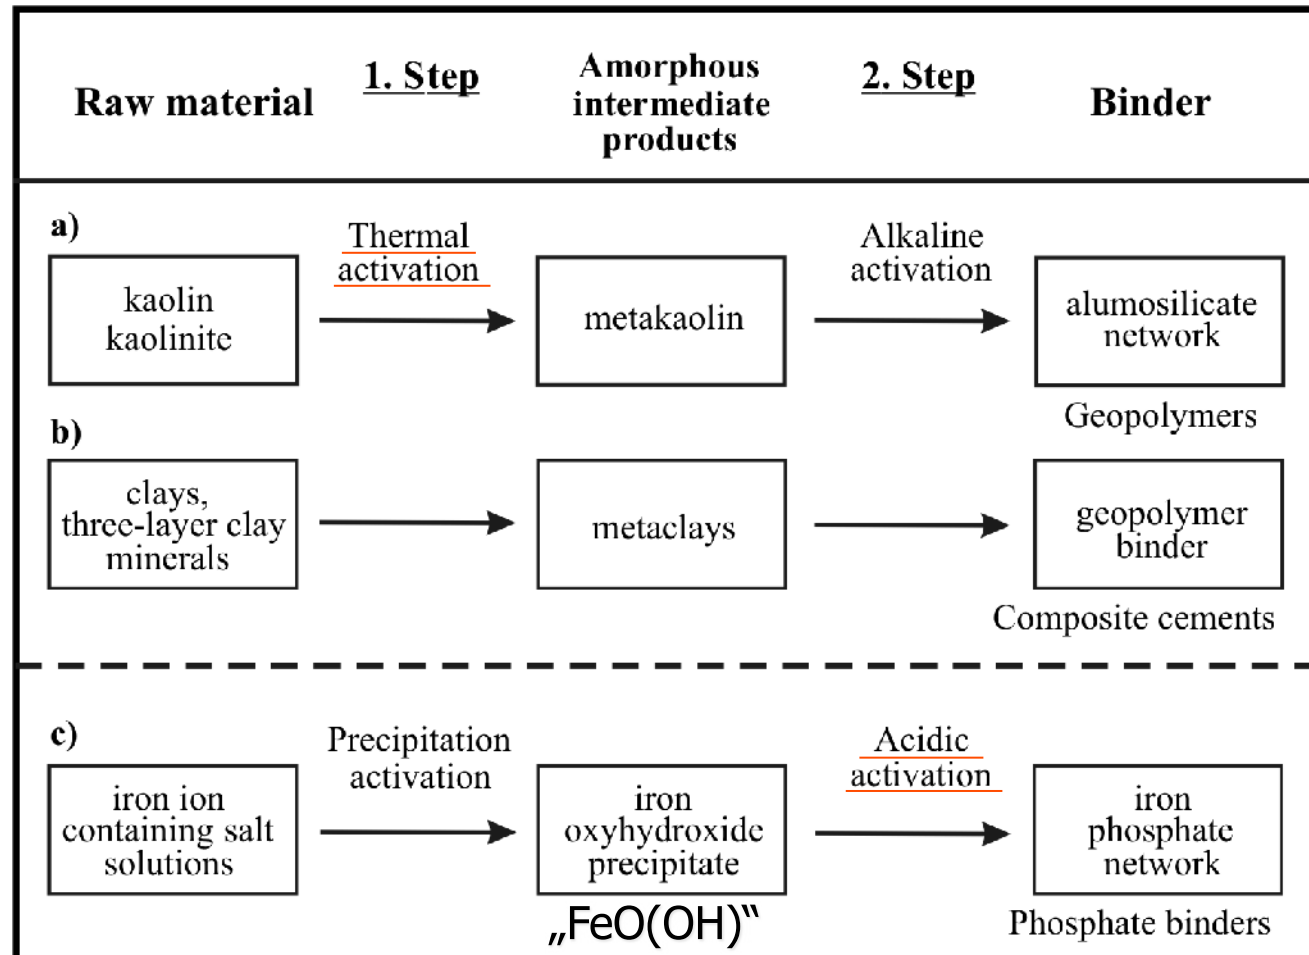 Raw material
1. Step
Amorphous
intermediate
products
2. Step
Binder
a)
kaolin
kaolinite
Thermal
activation
metakaolin
Alkaline
activation
alumosilicate
network
Geopolymers
b)
clays,
three-layer clay
minerals
metaclays
geopolymer
binder
Composite cements
c)
iron ion
containing salt
solutions
Precipitation
activation
iron
oxyhydroxide
precipitate
„FeO(OH)“
Acidic
activation
iron
phosphate
network
Phosphate binders